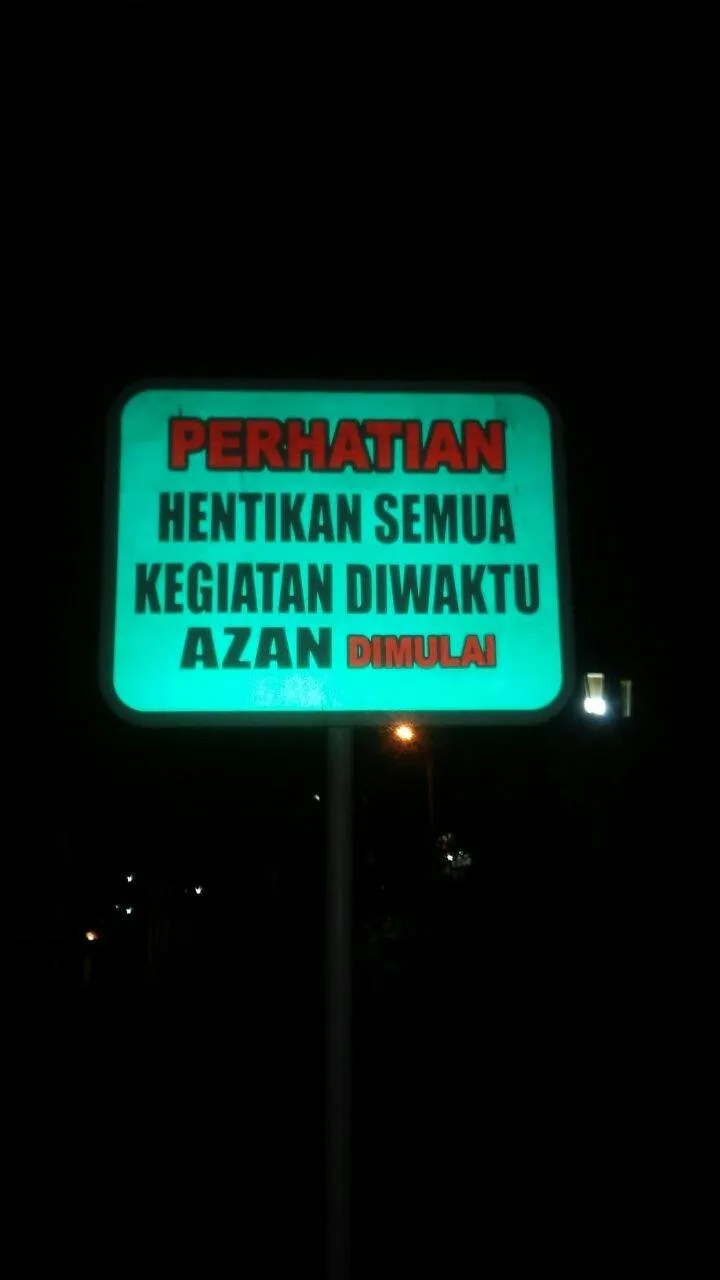 PERHATIAN
HENTIKAN SEMUA
KEGIATAN DIWAKTU
AZAN DIMULAI